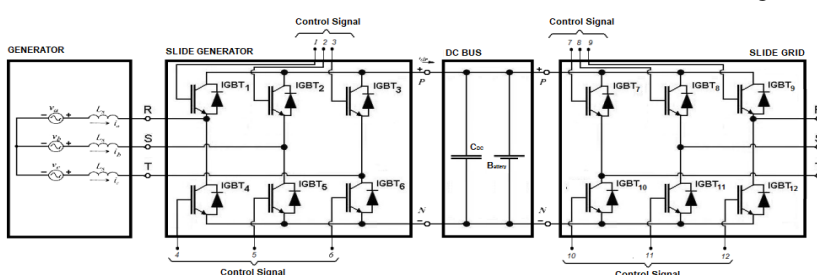 Control Signal
Control Signal
GENERATOR
SLIDE GENERATOR
1 2 3
DC BUS
7 8 9
SLIDE GRID
+
P
+
P
IGBT1
IGBT2
IGBT3
IGBT7
IGBT8
IGBT9
R
S
T
CDC
Battery
R
S
T
IGBT4
IGBT5
IGBT6
IGBT10
IGBT11
IGBT12
N
N
4
5
6
10
11
12
Control Signal
Control Signal